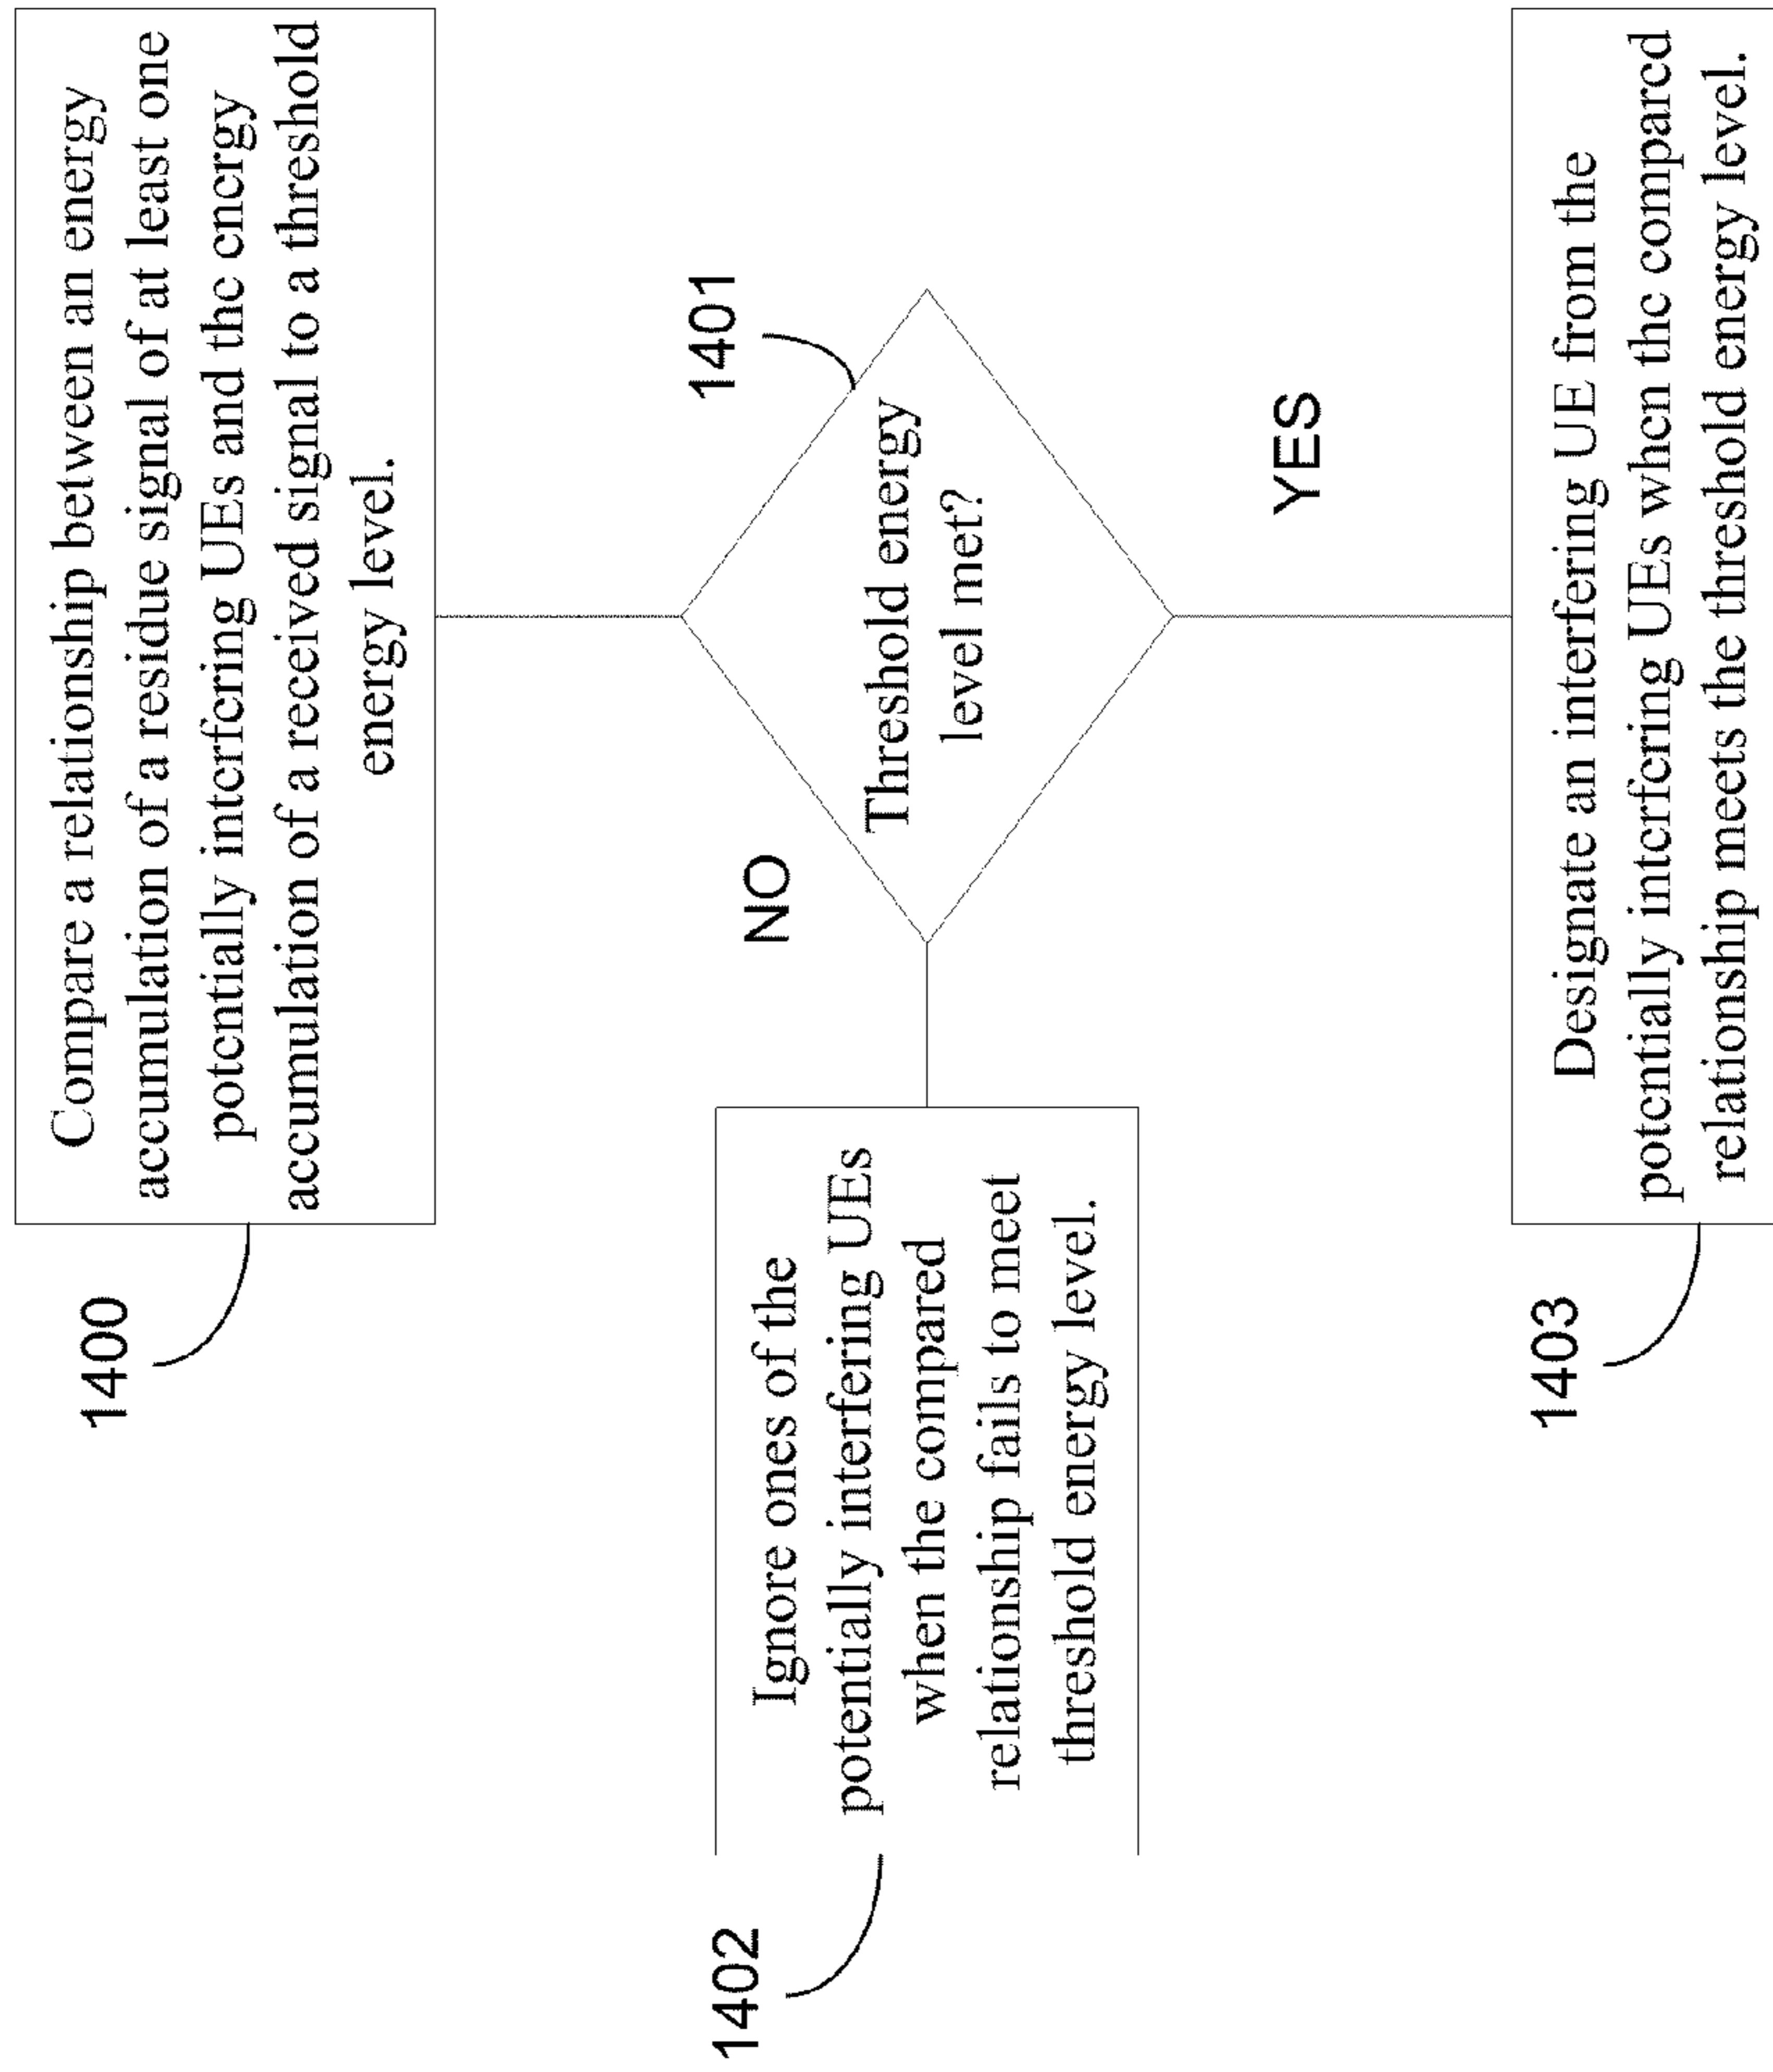 1400
Compare a relationship between an energy
accumulation of a residue signal of at least one
potentially interfering UEs and the energy
accumulation of a received signal to a threshold
energy level.
1401
Threshold energy
level met?
NO
1402
Ignore ones of the
potentially interfering UEs
when the compared
relationship fails to meet
threshold energy level.
YES
1403
Designate an interfering UE from the
potentially interfering UEs when the compared
relationship meets the threshold energy level.